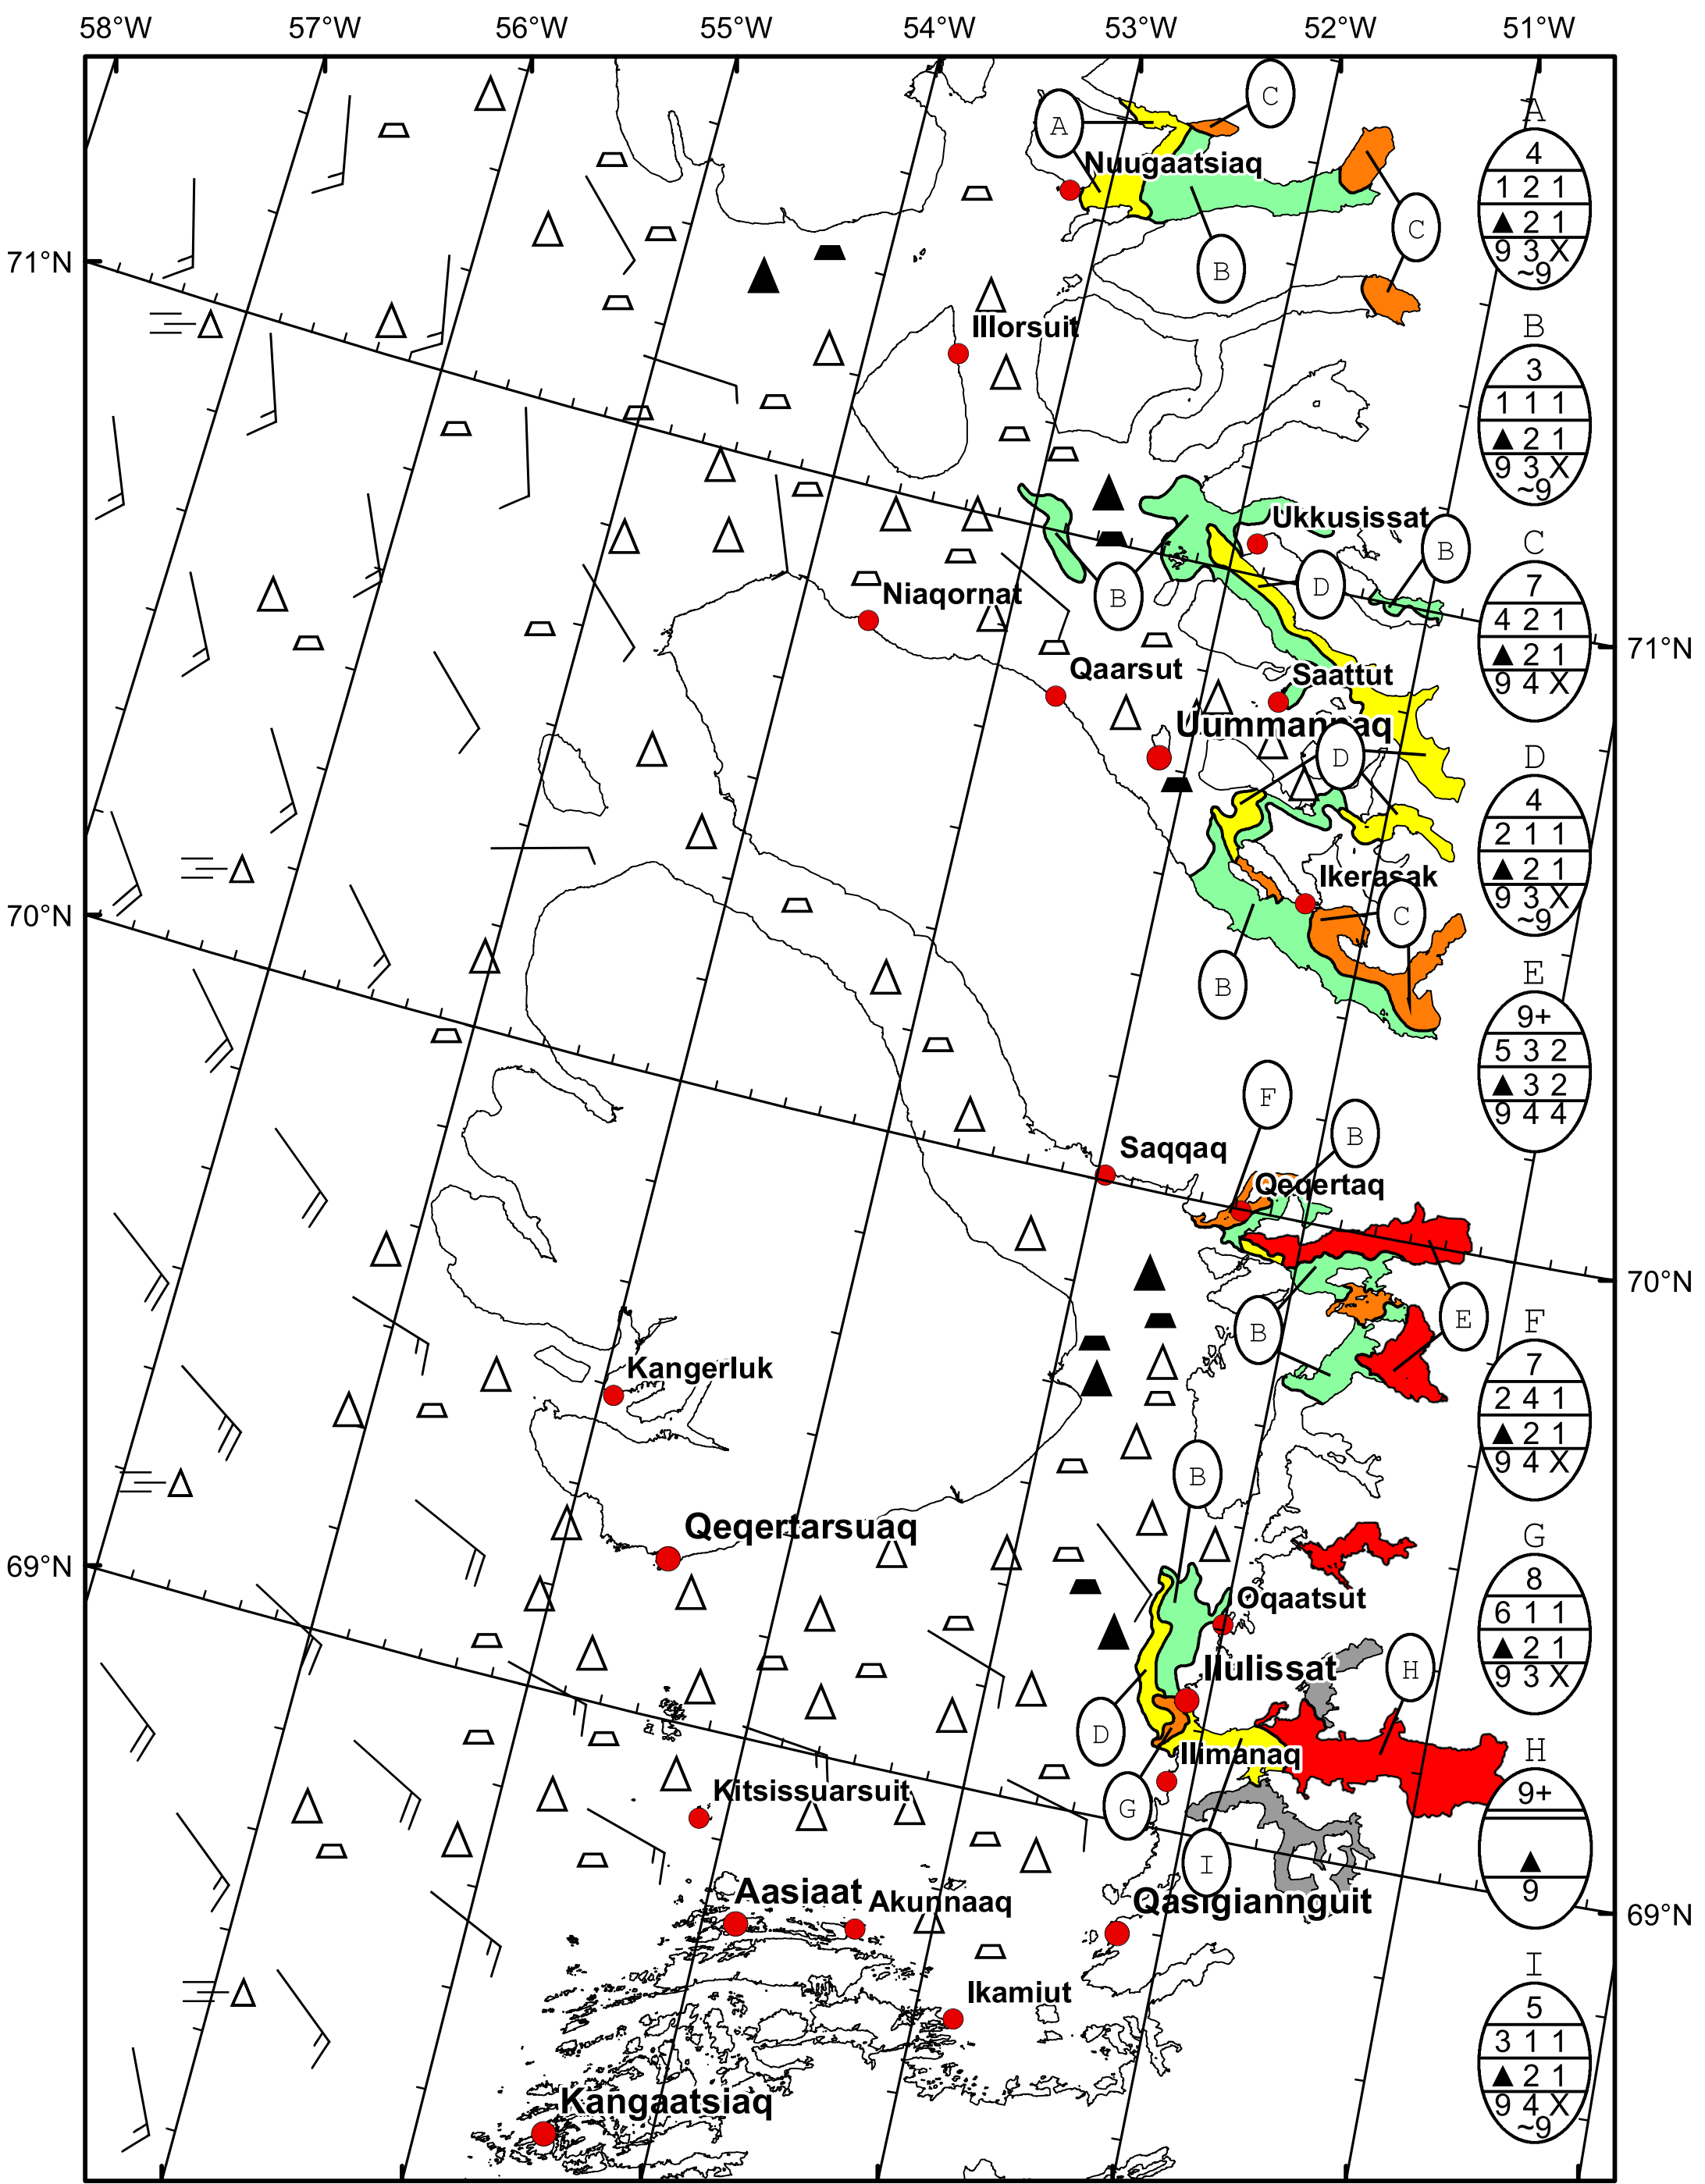 58°W 57°W 56°W 55°W 54°W 53°W 52°W 51°W
C
A
A
Nuugaatsiaq
4
1 2 1
▲ 2 1
9 3 X
~9
C
B
71°N
Illorsuit
B
3
1 1 1
▲ 2 1
9 3 X
~9
Ukkusissat
B
C
D
B
7
4 2 1
▲ 2 1
9 4 X
Niaqornat
71°N
Qaarsut
Saattut
Uummannaq
D
D
4
2 1 1
▲ 2 1
9 3 X
~9
Ikerasak
C
70°N
B
E
9+
5 3 2
▲ 3 2
9 4 4
F
B
Saqqaq
Qeqertaq
70°N
E
B
F
7
2 4 1
▲ 2 1
9 4 X
Kangerluk
B
Qeqertarsuaq
69°N
G
8
6 1 1
▲ 2 1
9 3 X
Oqaatsut
Ilulissat
H
D
Ilimanaq
H
9+
▲
9
Kitsissuarsuit
G
I
Aasiaat
Akunnaaq
Qasigiannguit
69°N
I
5
3 1 1
▲ 2 1
9 4 X
~9
Ikamiut
Kangaatsiaq